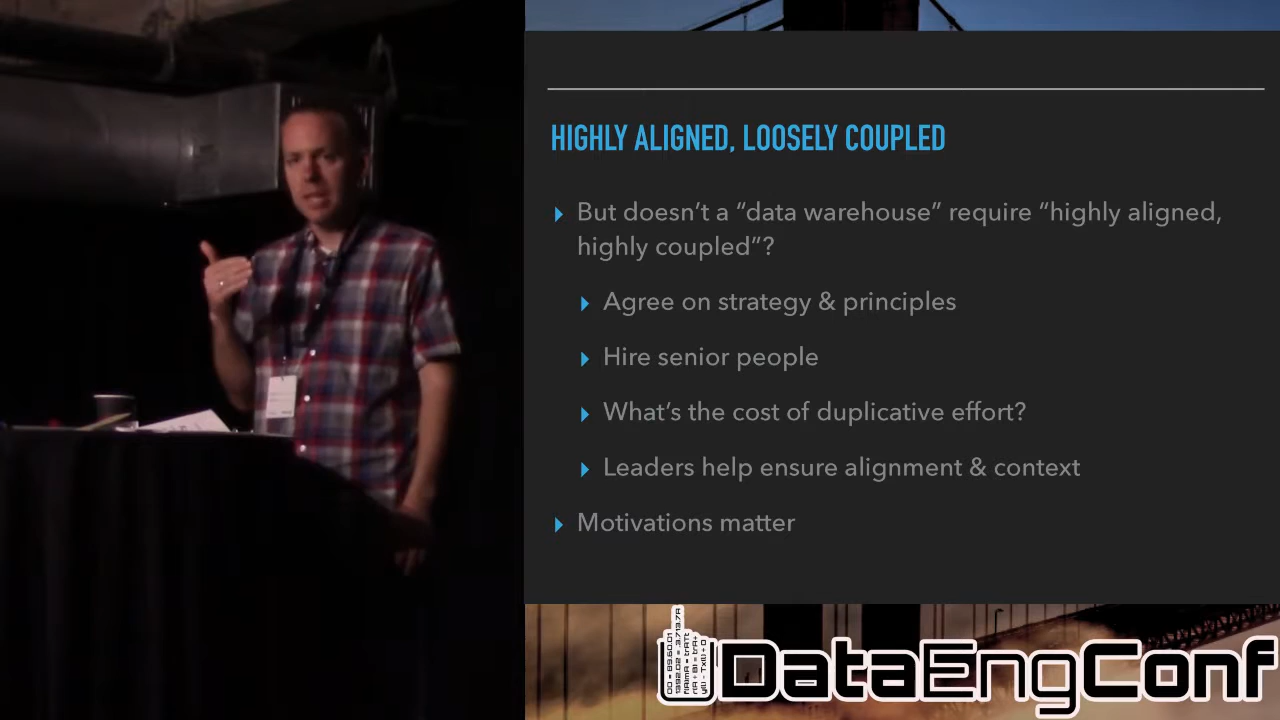 HIGHLY ALIGNED, LOOSELY COUPLED
But doesn’t a “data warehouse” require “highly aligned,
highly coupled”?
Agree on strategy & principles
Hire senior people
What’s the cost of duplicative effort?
Leaders help ensure alignment & context
Motivations matter
DataEngConf